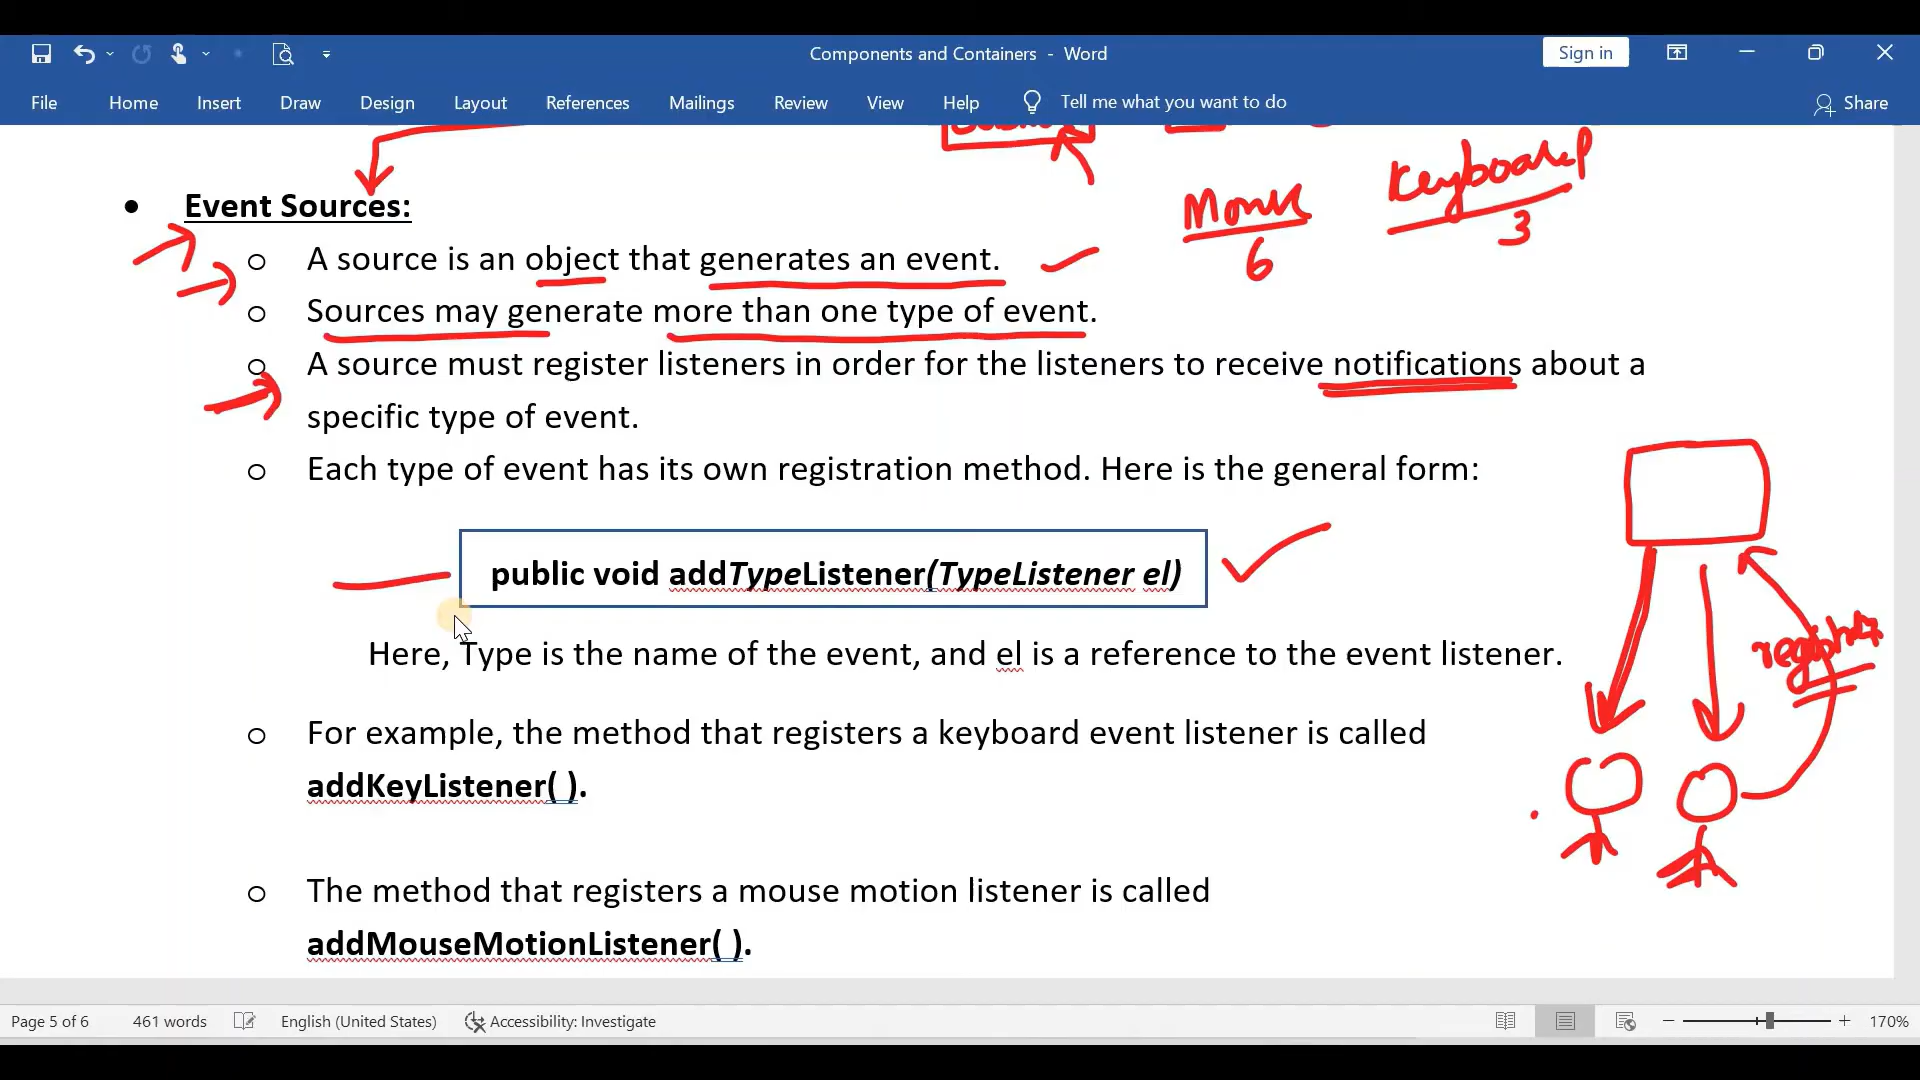 Components and Containers - Word
Sign in
File Home Insert Draw Design Layout References Mailings Review View Help Tell me what you want to do Share
Keyboard
3
Mouse
6
• Event Sources:
o A source is an object that generates an event.
o Sources may generate more than one type of event.
o A source must register listeners in order for the listeners to receive notifications about a
specific type of event.
o Each type of event has its own registration method. Here is the general form:
public void addTypeListener(TypeListener el)
Here, Type is the name of the event, and el is a reference to the event listener.
o For example, the method that registers a keyboard event listener is called
addKeyListener( ).
o The method that registers a mouse motion listener is called
addMouseMotionListener( ).
Page 5 of 6 461 words English (United States) Accessibility: Investigate 170%